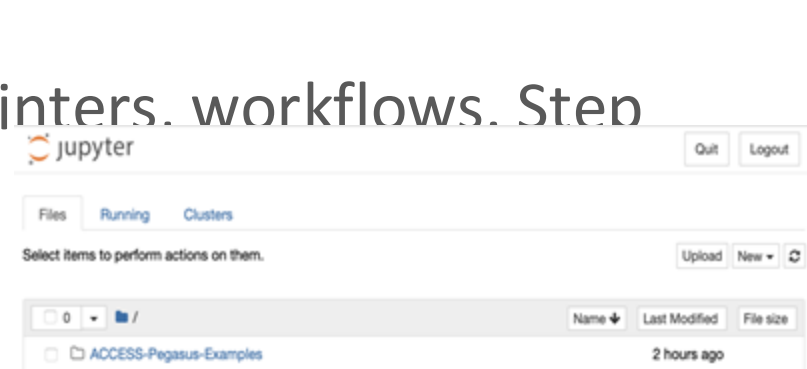 inters. workflows. Step
jupyter
Quit Logout
Files Running Clusters
Select items to perform actions on them.
Upload New
0 / Name Last Modified File size
ACCESS-Pegasus-Examples 2 hours ago